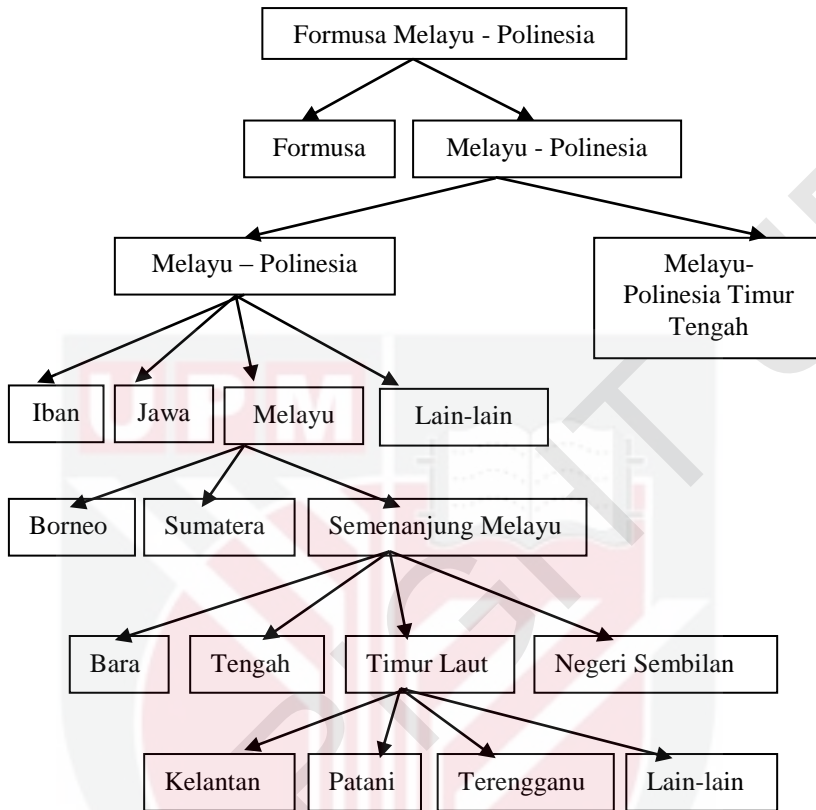 Formusa Melayu - Polinesia
Formusa
Melayu - Polinesia
Melayu – Polinesia
Melayu-
Polinesia Timur
Tengah
Iban
Jawa
Melayu
Lain-lain
Borneo
Sumatera
Semenanjung Melayu
Bara
Tengah
Timur Laut
Negeri Sembilan
Kelantan
Patani
Terengganu
Lain-lain
UPM